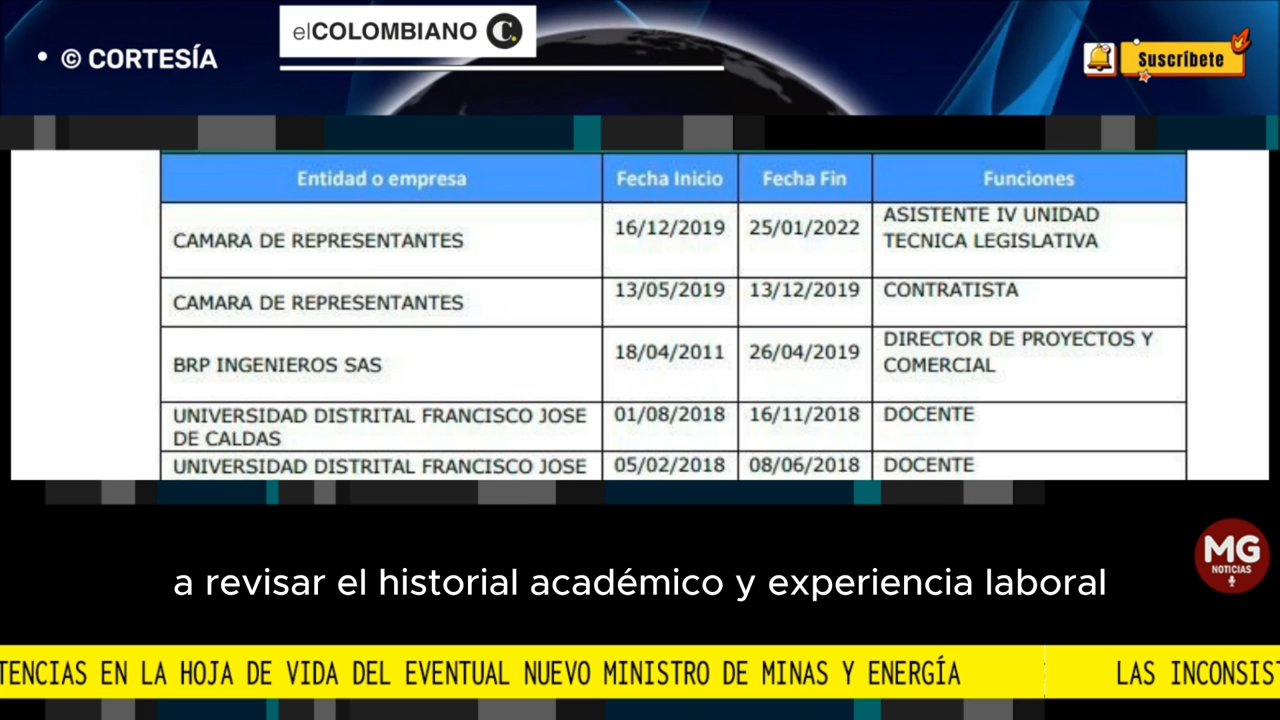 elCOLOMBIANO C.
• © CORTESÍA
Suscríbete
Entidad o empresa Fecha Inicio Fecha Fin Funciones
CAMARA DE REPRESENTANTES 16/12/2019 25/01/2022 ASISTENTE IV UNIDAD
TECNICA LEGISLATIVA
CAMARA DE REPRESENTANTES 13/05/2019 13/12/2019 CONTRATISTA
BRP INGENIEROS SAS 18/04/2011 26/04/2019 DIRECTOR DE PROYECTOS Y
COMERCIAL
UNIVERSIDAD DISTRITAL FRANCISCO JOSE 01/08/2018 16/11/2018 DOCENTE
DE CALDAS
UNIVERSIDAD DISTRITAL FRANCISCO JOSE 05/02/2018 08/06/2018 DOCENTE
MG
NOTICIAS
a revisar el historial académico y experiencia laboral
TENCIAS EN LA HOJA DE VIDA DEL EVENTUAL NUEVO MINISTRO DE MINAS Y ENERGÍA LAS INCONSIS